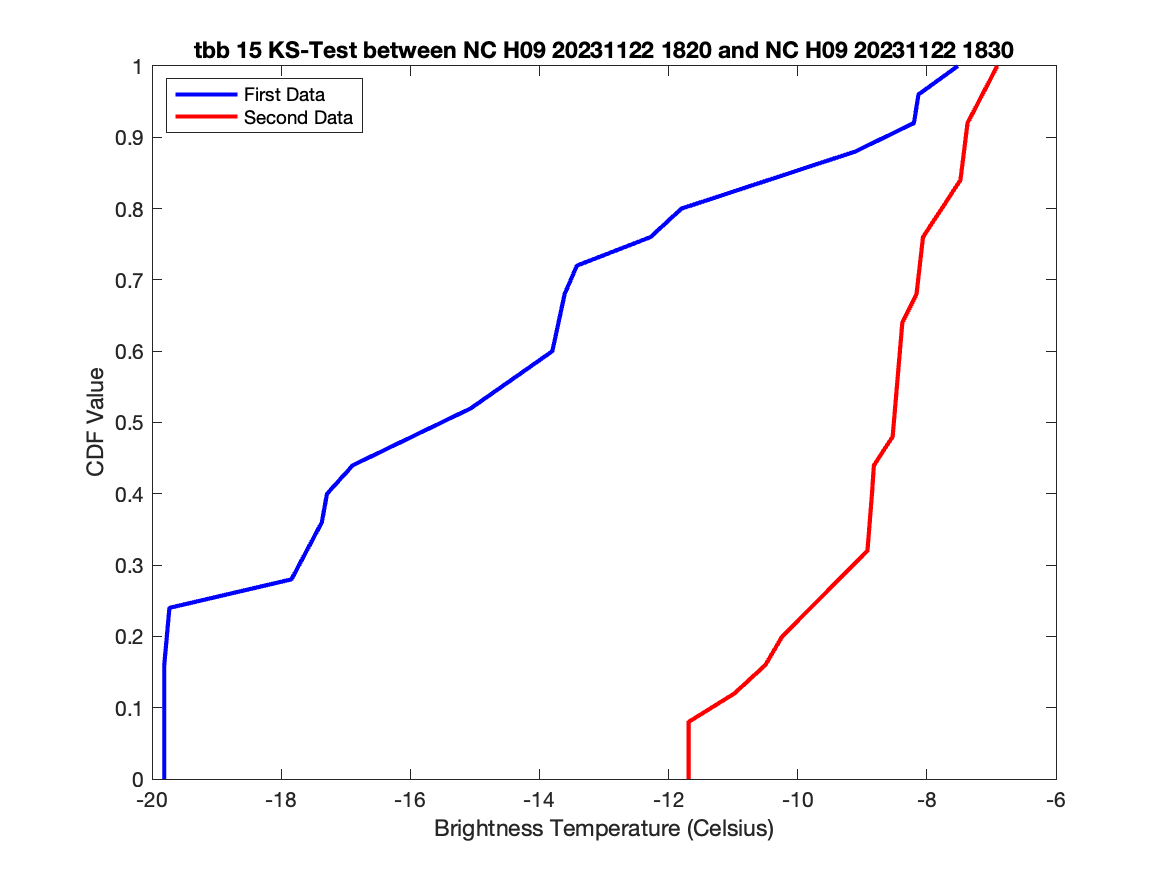 tbb 15 KS-Test between NC H09 20231122 1820 and NC H09 20231122 1830
First Data
Second Data
1
0.9
0.8
0.7
0.6
0.5
0.4
0.3
0.2
0.1
0
CDF Value
-20 -18 -16 -14 -12 -10 -8 -6
Brightness Temperature (Celsius)